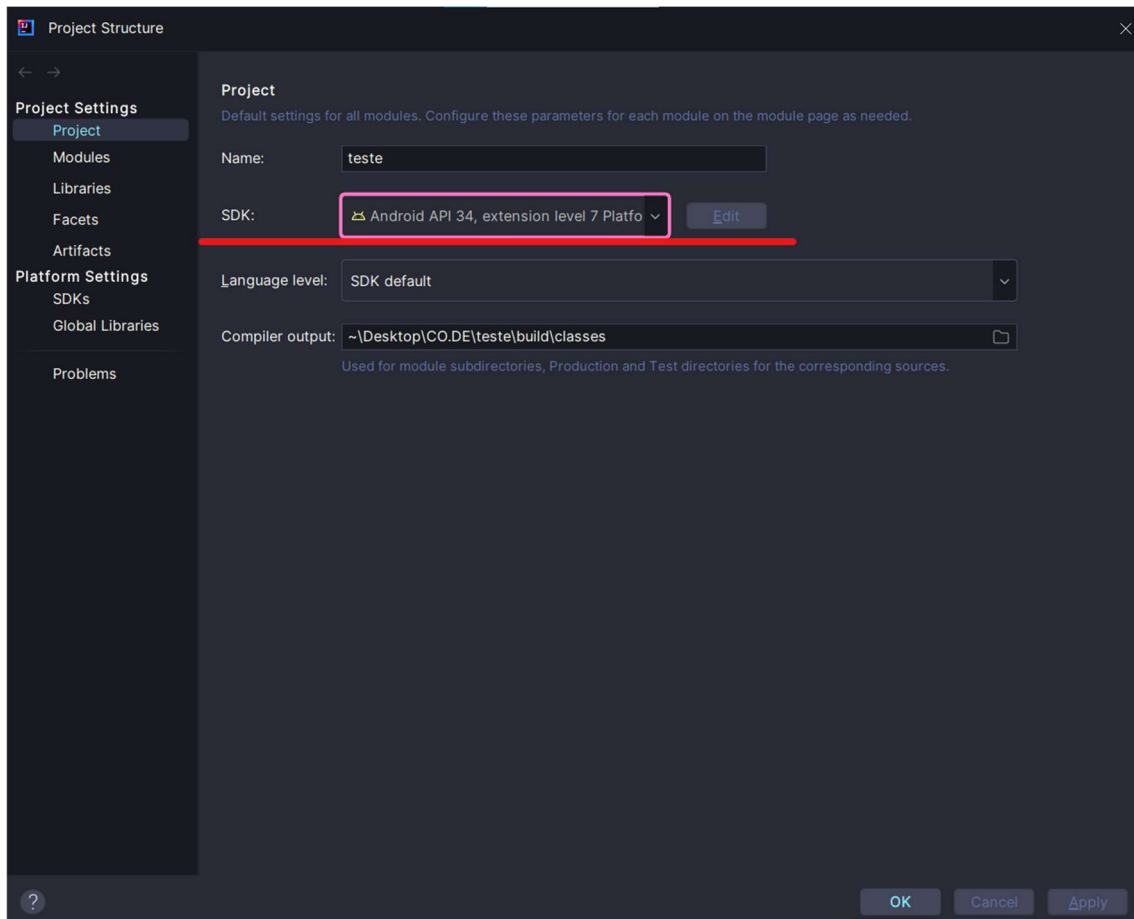 Project Structure
Project Settings
Project
Modules
Libraries
Facets
Artifacts
Platform Settings
SDKs
Global Libraries
Problems
Project
Default settings for all modules. Configure these parameters for each module on the module page as needed.
Name: teste
SDK: Android API 34, extension level 7 Platfo Edit
Language level: SDK default
Compiler output: ~\Desktop\CO.DE\teste\build\classes
Used for module subdirectories, Production and Test directories for the corresponding sources.
? OK Cancel Apply